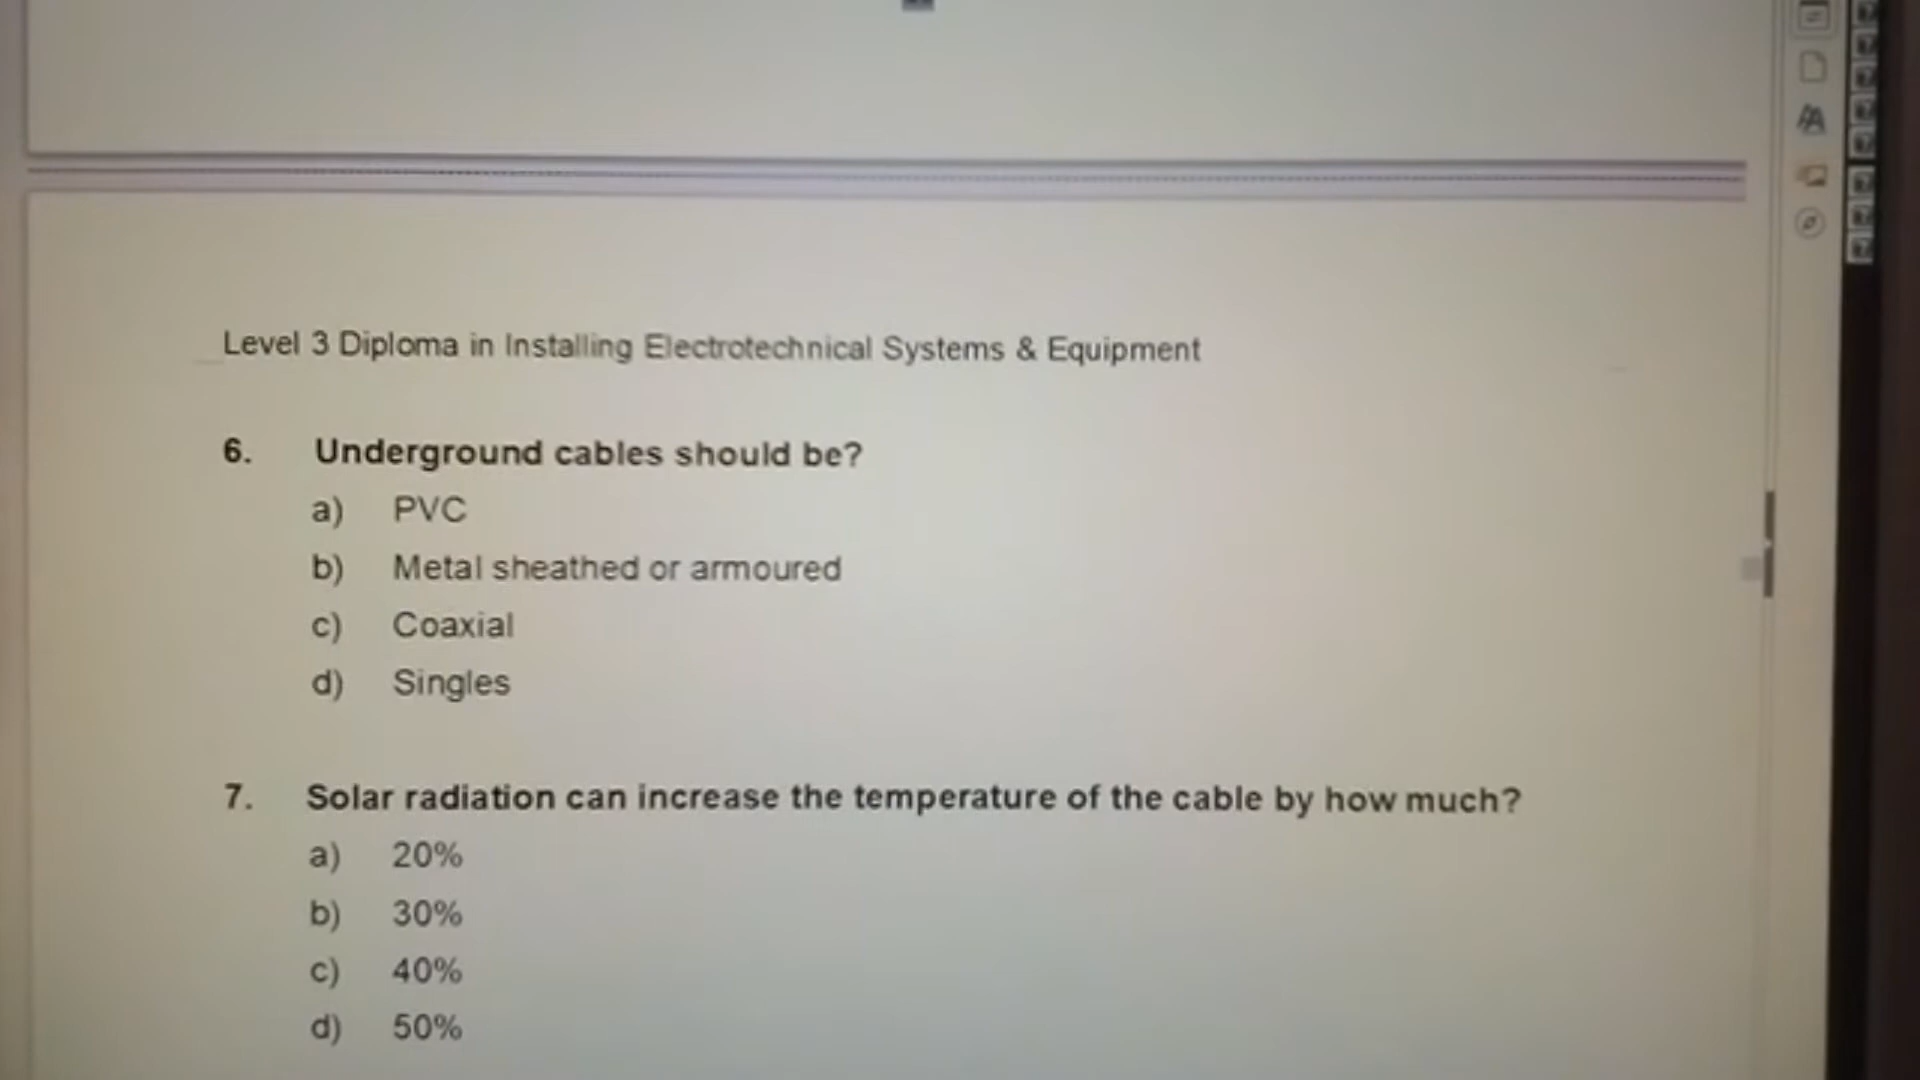 Level 3 Diploma in Installing Electrotechnical Systems & Equipment
6. Underground cables should be?
a) PVC
b) Metal sheathed or armoured
c) Coaxial
d) Singles
7. Solar radiation can increase the temperature of the cable by how much?
a) 20%
b) 30%
c) 40%
d) 50%